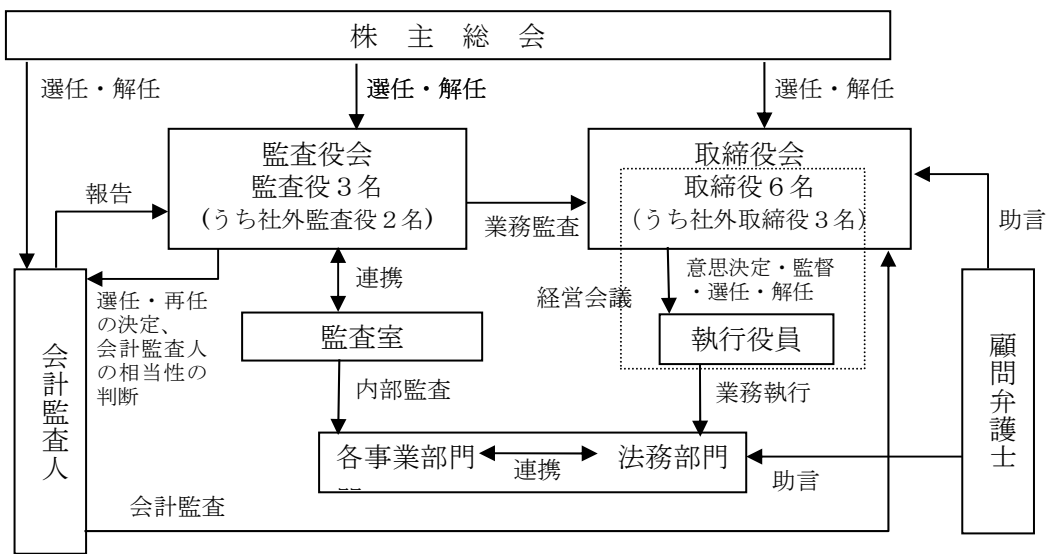 株 主 総 会
選任・解任
選任・解任
選任・解任
監査役会
監査役3名
(うち社外監査役2名)
取締役会
取締役6名
(うち社外取締役3名)
報告
業務監査
助言
連携
意思決定・監督
・選任・解任
経営会議
選任・再任
の決定、
会計監査人
の相当性の
判断
監査室
執行役員
会計監査人
顧問弁護士
内部監査
業務執行
各事業部門
連携
法務部門
助言
会計監査